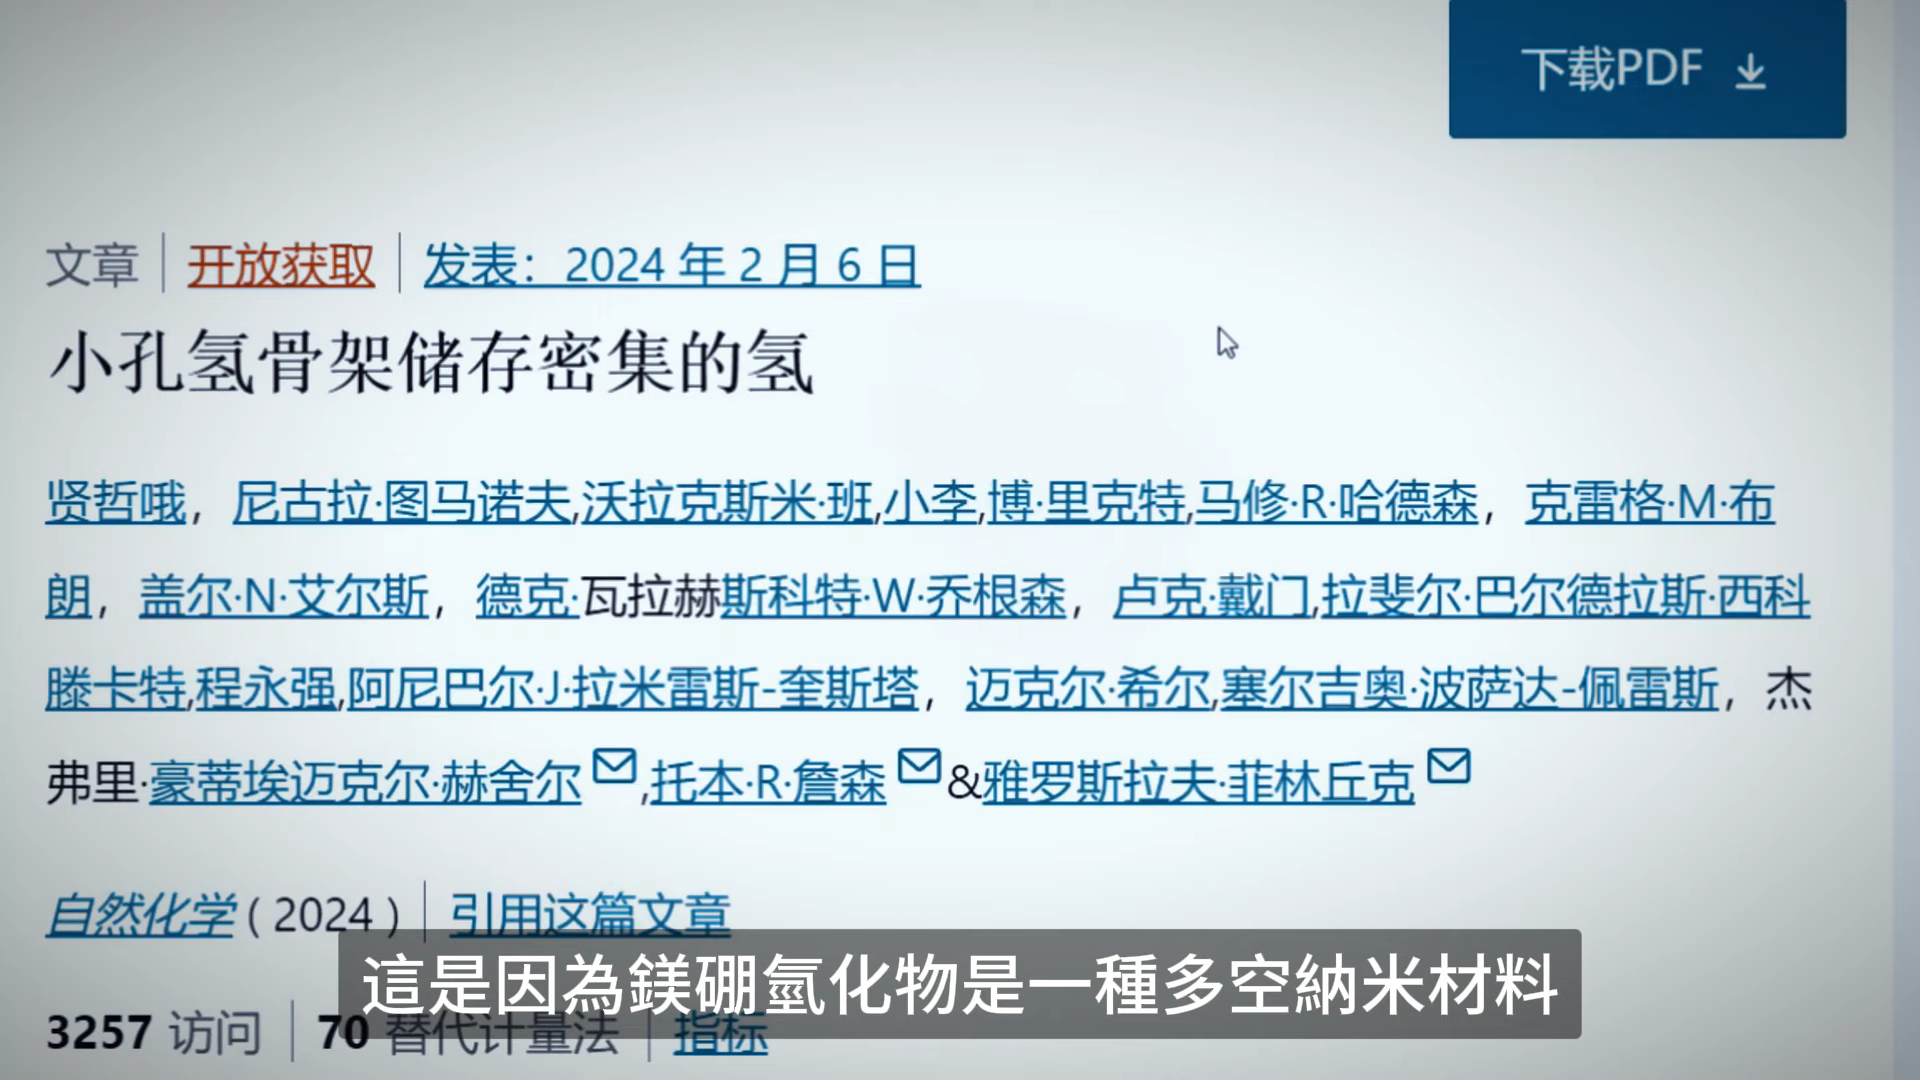 下载PDF
文章 | 开放获取 | 发表：2024 年 2 月 6 日
小孔氢骨架储存密集的氢
贤哲哦，尼古拉·图马诺夫,沃拉克斯米·班,小李,博·里克特,马修·R·哈德森，克雷格·M·布
朗，盖尔·N·艾尔斯，德克·瓦拉赫斯科特·W·乔根森，卢克·戴门,拉斐尔·巴尔德拉斯·西科
滕卡特,程永强,阿尼巴尔·J·拉米雷斯-奎斯塔，迈克尔·希尔,塞尔吉奥·波萨达-佩雷斯，杰
弗里·豪蒂埃迈克尔·赫舍尔,托本·R·詹森&雅罗斯拉夫·菲林丘克
自然化学 ( 2024 ) | 引用这篇文章
這是因為鎂硼氫化物是一種多空納米材料
3257 访问 | 70 替代计量法 | 指标